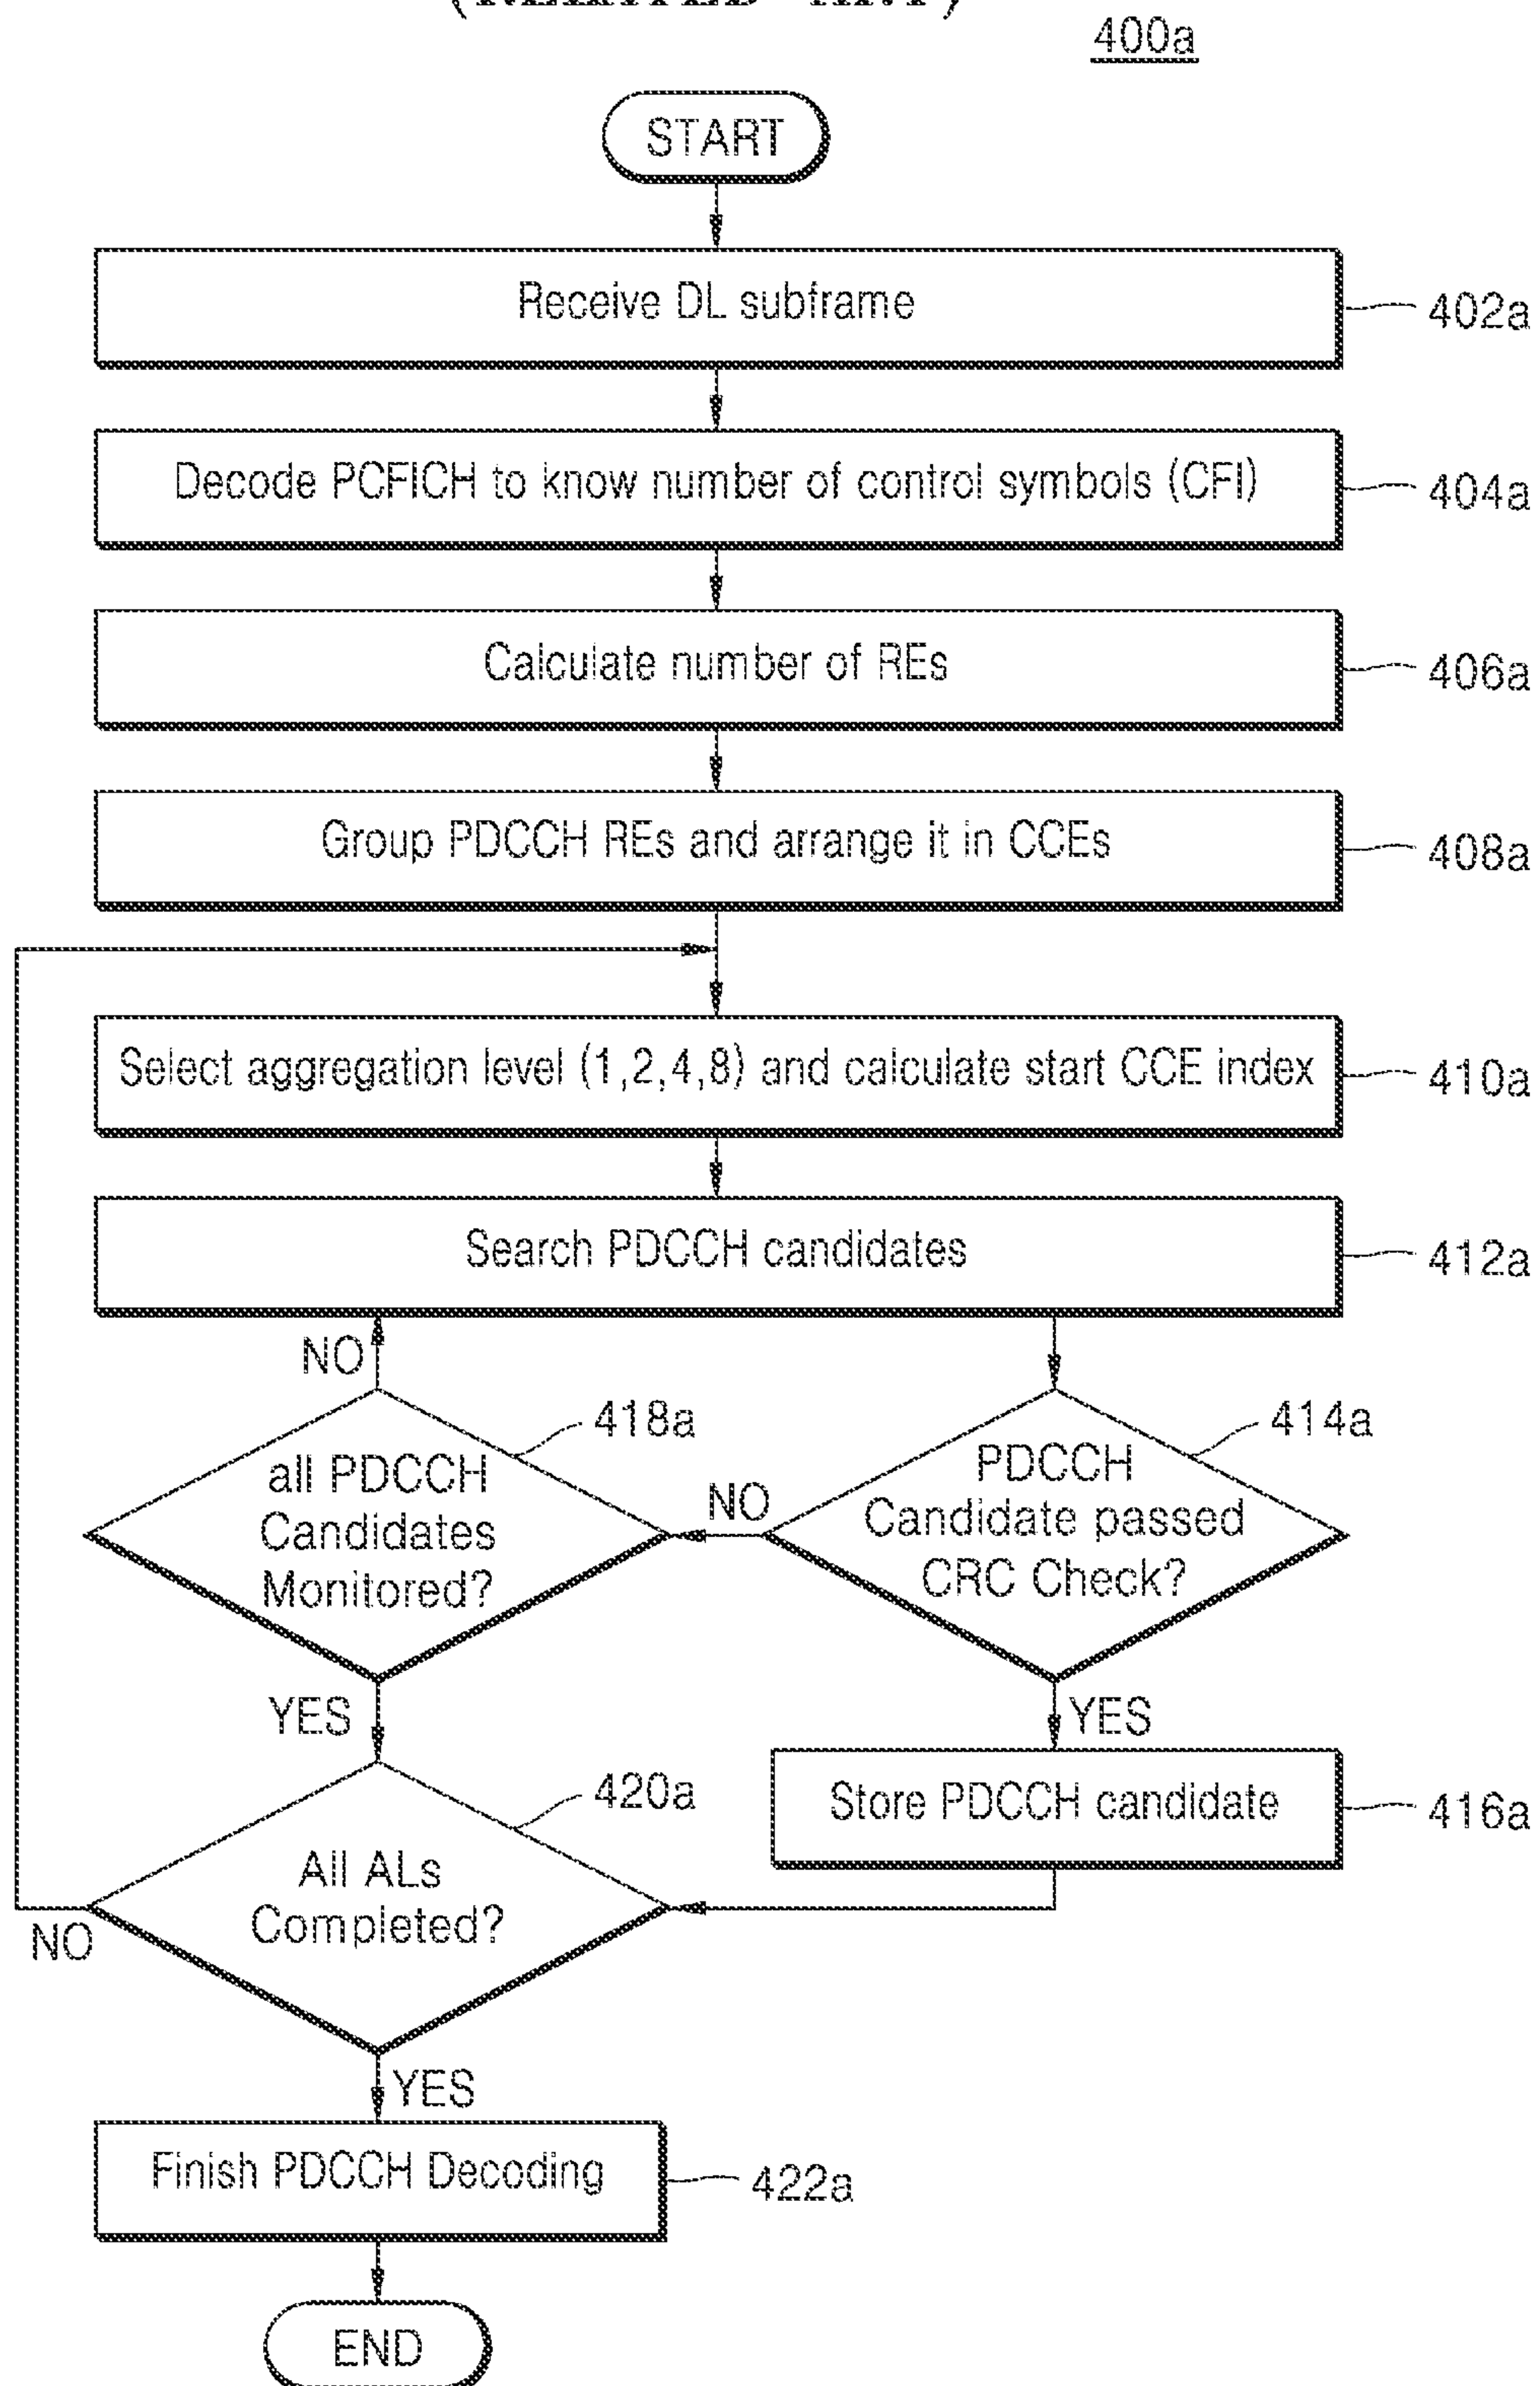 400a
START
Receive DL subframe
402a
Decode PCFICH to know number of control symbols (CFI)
404a
Calculate number of REs
406a
Group PDCCH REs and arrange it in CCEs
408a
Select aggregation level (1,2,4,8) and calculate start CCE index
410a
Search PDCCH candidates
412a
NO
418a
414a
all PDCCH
Candidates
Monitored?
NO
PDCCH
Candidate passed
CRC Check?
YES
YES
420a
Store PDCCH candidate
416a
All ALs
Completed?
NO
YES
Finish PDCCH Decoding
422a
END